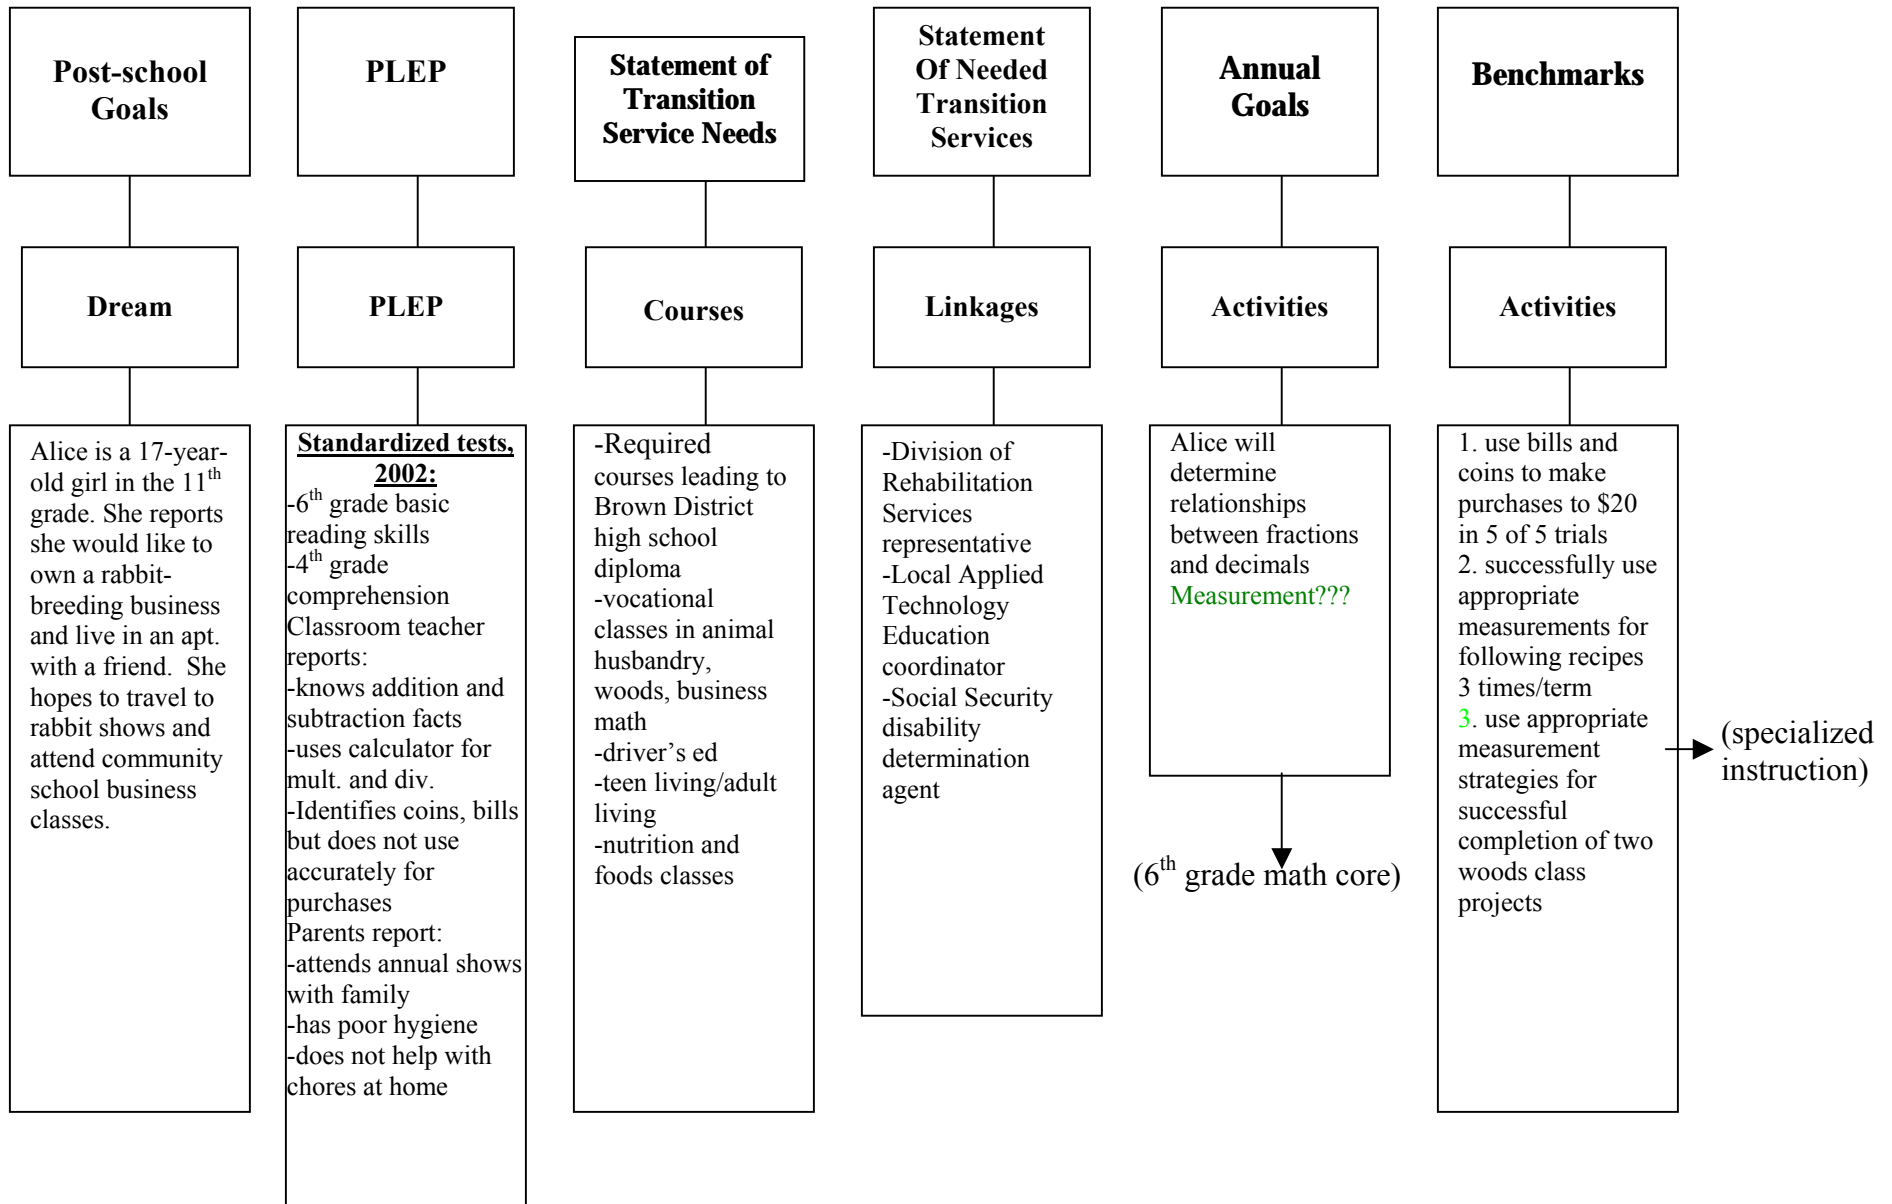 Post-school
Goals
PLEP
Statement of
Transition
Service Needs
Statement
Of Needed
Transition
Services
Annual
Goals
Benchmarks
Dream
PLEP
Courses
Linkages
Activities
Activities
Alice is a 17-year-
old girl in the 11th
grade. She reports
she would like to
own a rabbit-
breeding business
and live in an apt.
with a friend.  She
hopes to travel to
rabbit shows and
attend community
school business
classes.
Standardized tests,
2002:
-6th grade basic
reading skills
-4th grade
comprehension
Classroom teacher
reports:
-knows addition and
subtraction facts
-uses calculator for
mult. and div.
-Identifies coins, bills
but does not use
accurately for
purchases
Parents report:
-attends annual shows
with family
-has poor hygiene
-does not help with
chores at home
-Required
courses leading to
Brown District
high school
diploma
-vocational
classes in animal
husbandry,
woods, business
math
-driver’s ed
-teen living/adult
living
-nutrition and
foods classes
-Division of
Rehabilitation
Services
representative
-Local Applied
Technology
Education
coordinator
-Social Security
disability
determination
agent
Alice will
determine
relationships
between fractions
and decimals
Measurement???
(6th grade math core)
1. use bills and
coins to make
purchases to $20
in 5 of 5 trials
2. successfully use
appropriate
measurements for
following recipes
3 times/term
3. use appropriate
measurement
strategies for
successful
completion of two
woods class
projects
(specialized
instruction)